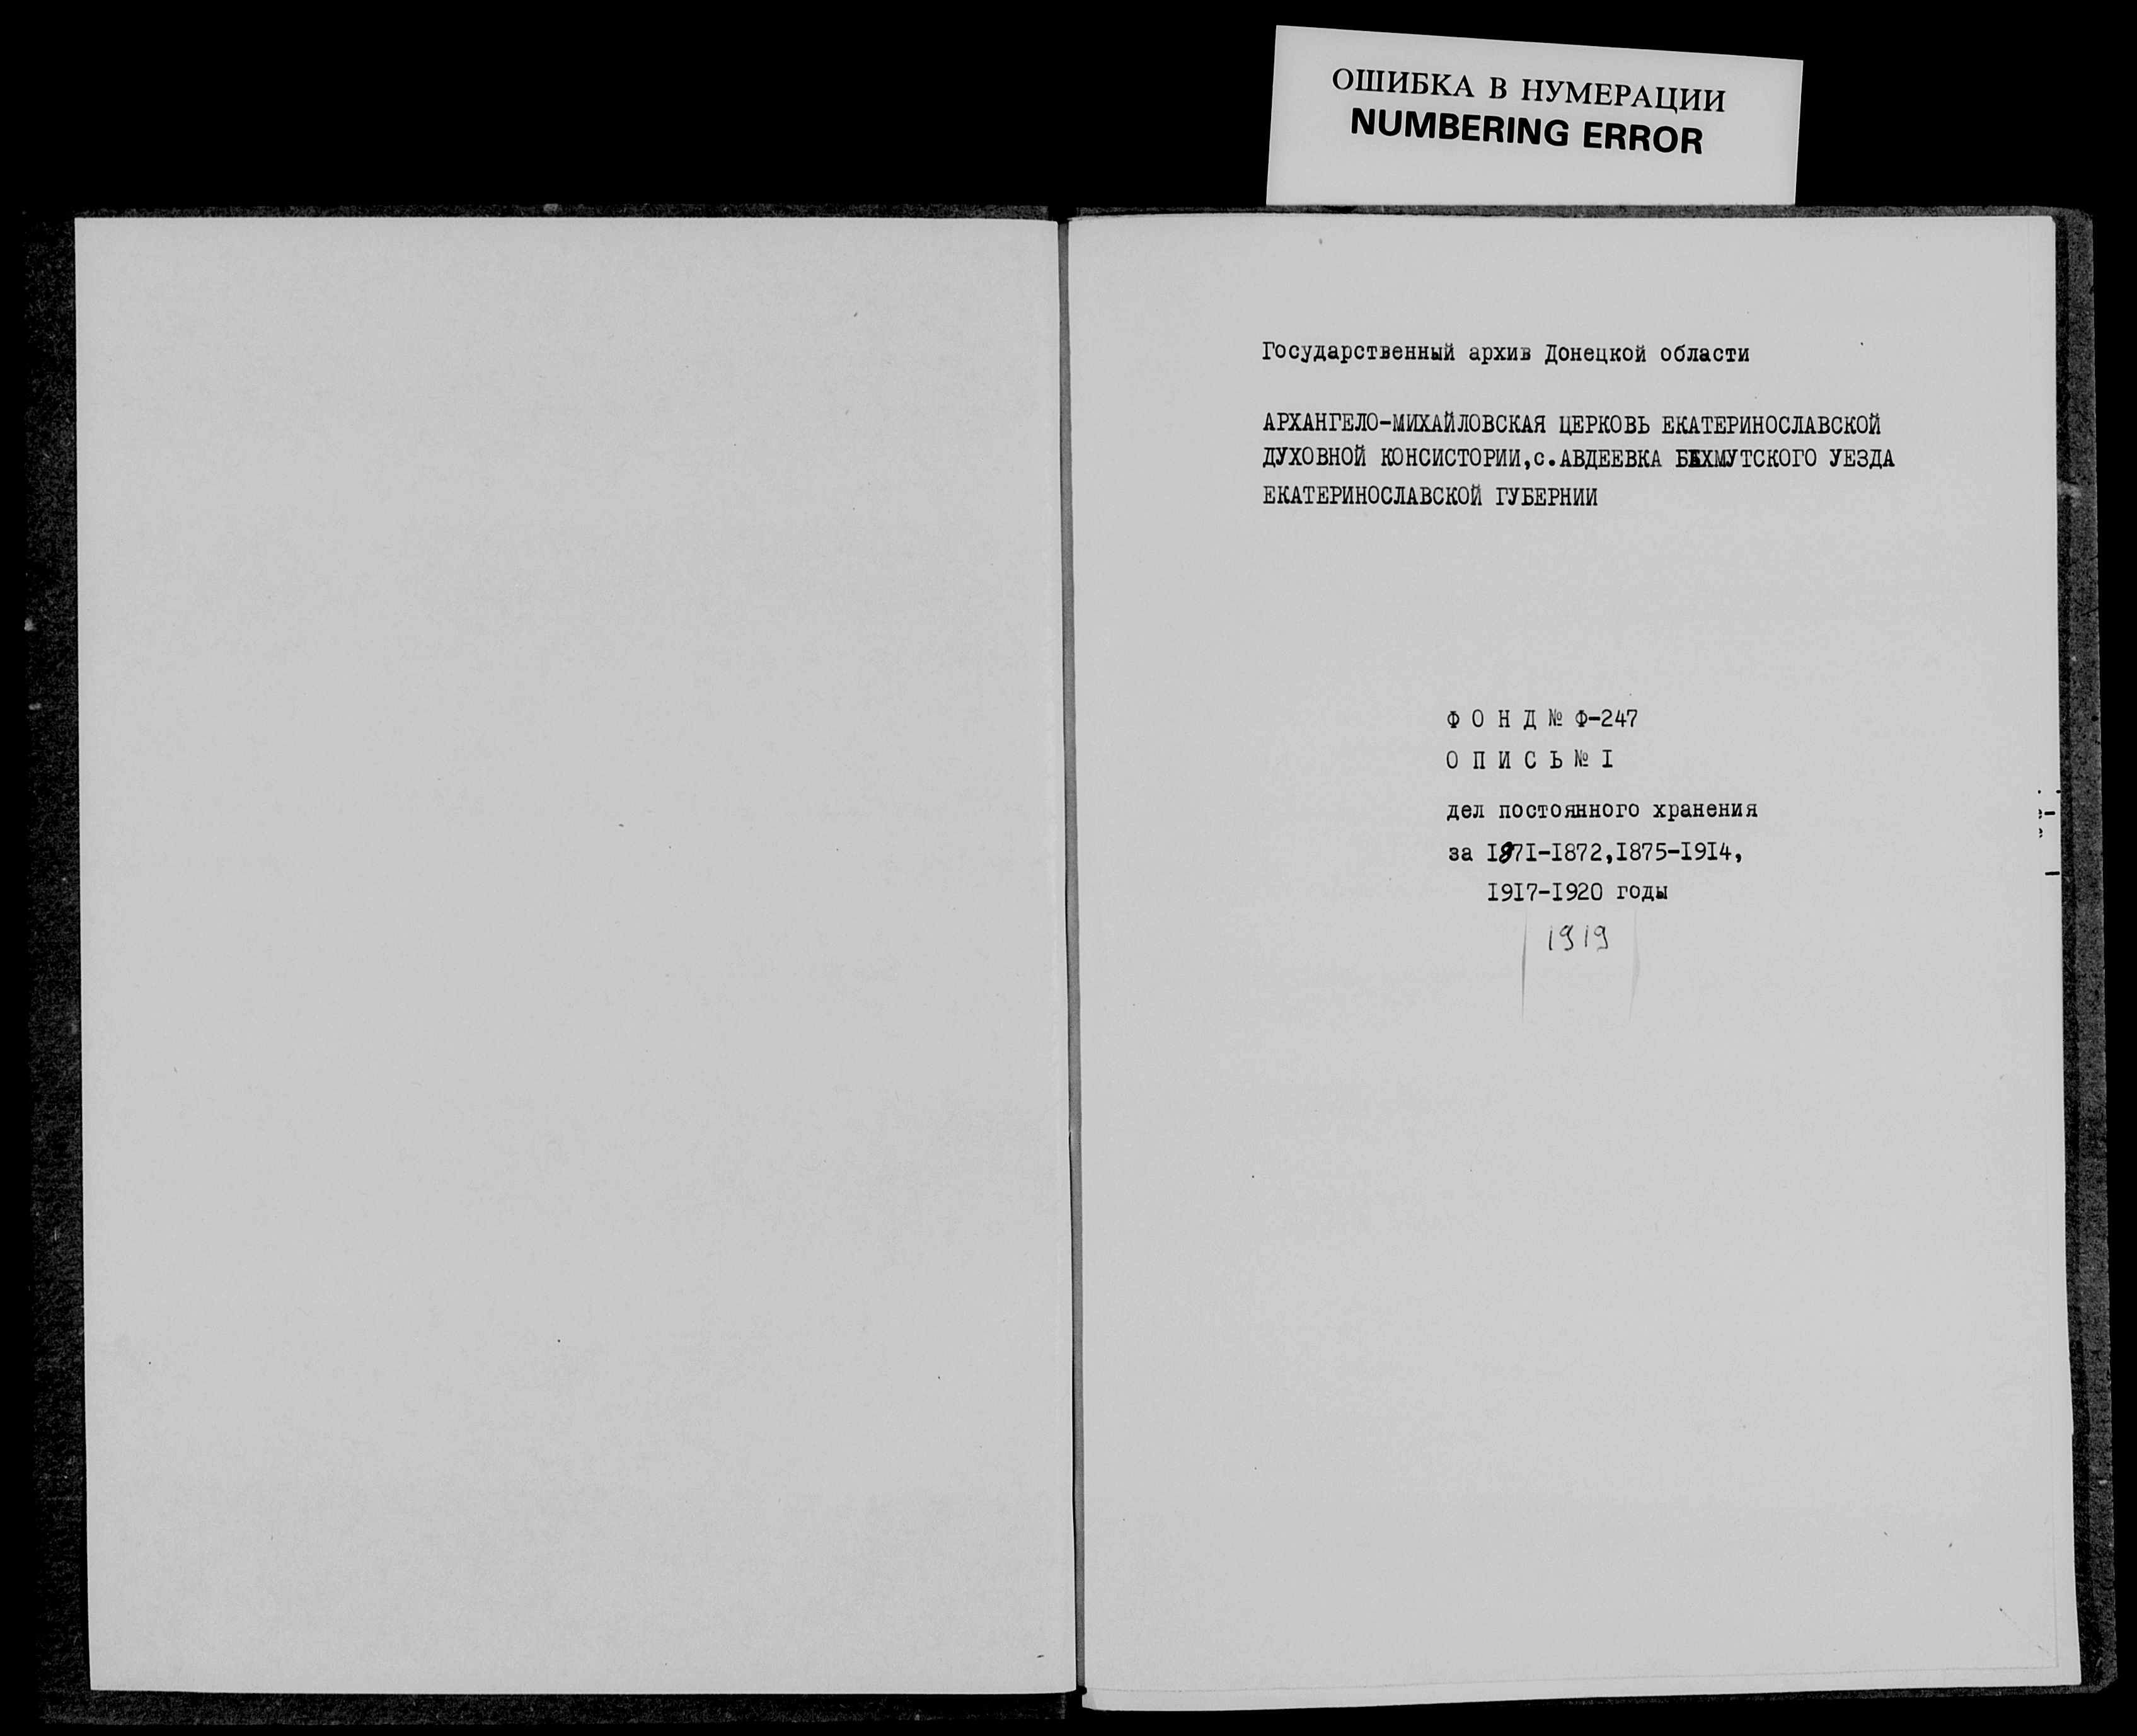 ОШИБКА В НУМЕРАЦИИ
NUMBERING ERROR
Государственный архив Донецкой области
АРХАНГЕЛО-МИХАЙЛОВСКАЯ ЦЕРКОВЬ ЕКАТЕРИНОСЛАВСКОЙ
ДУХОВНОЙ КОНСИСТОРИИ,с.АВДЕЕВКА БАХМУТСКОГО УЕЗДА
ЕКАТЕРИНОСЛАВСКОЙ ГУБЕРНИИ
Ф О Н Д № Ф-247
О П И С Ь № I
дел постоянного хранения
за I87I-I872,I875-I9I4,
I9I7-I920 годы
1919